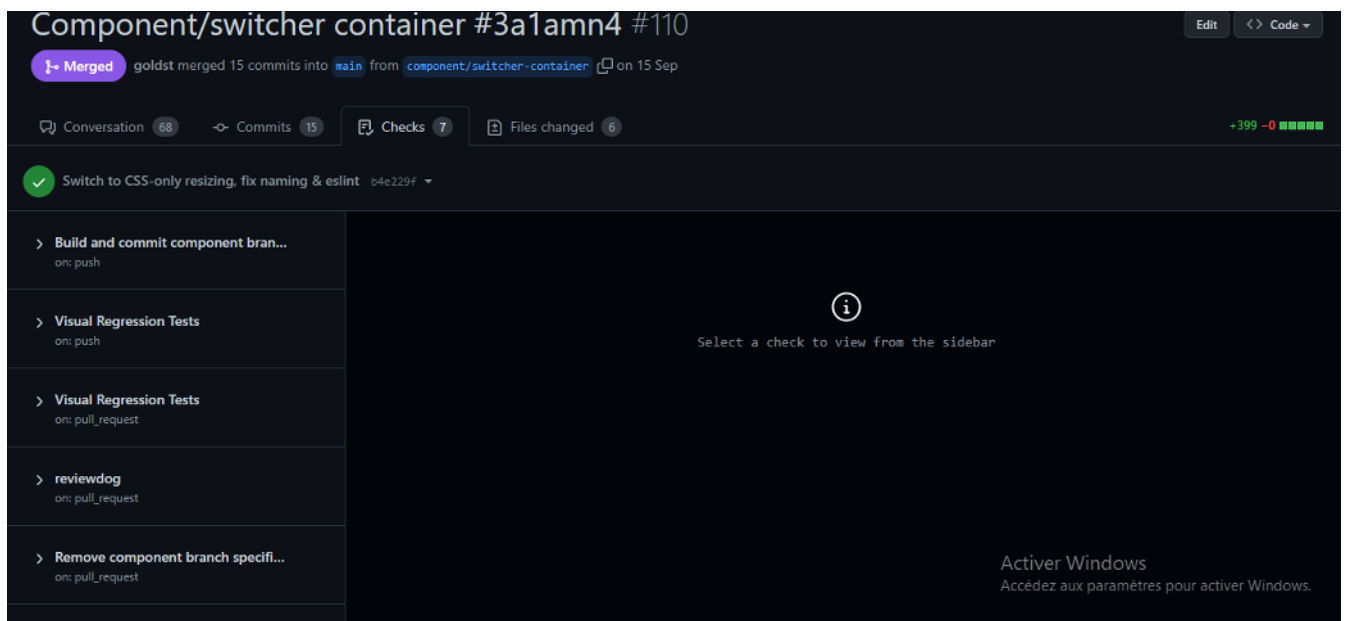 Component/switcher container #3a1amn4 #110
Edit
<> Code
Merged goldst merged 15 commits into main from component/switcher-container on 15 Sep
Conversation 68 Commits 15 Checks 7 Files changed 6
+399 −0
Switch to CSS-only resizing, fix naming & eslint b4e229f
Build and commit component bran...
on: push
Visual Regression Tests
on: push
Visual Regression Tests
on: pull_request
reviewdog
on: pull_request
Remove component branch specifi...
on: pull_request
Select a check to view from the sidebar
Activer Windows
Accédez aux paramètres pour activer Windows.